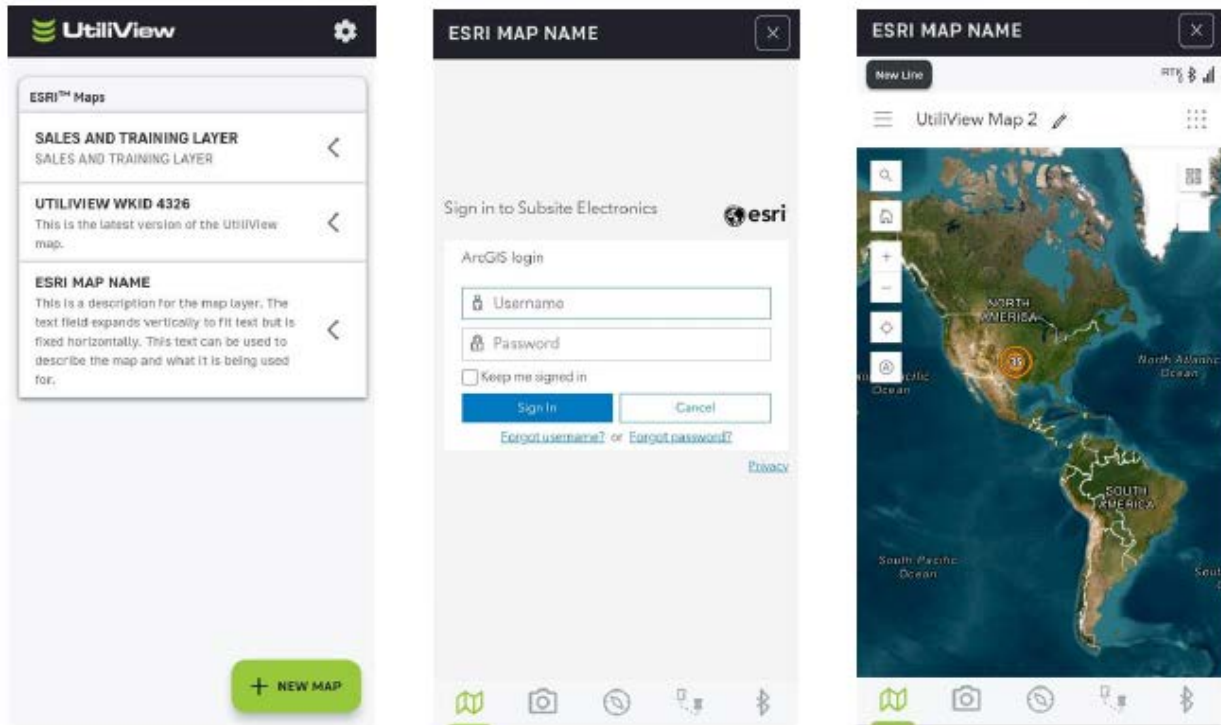 UtiliView
ESRI™ Maps
SALES AND TRAINING LAYER
SALES AND TRAINING LAYER
UTILIVIEW WKID 4326
This is the latest version of the UtiliView
map.
ESRI MAP NAME
This is a description for the map layer. The
text field expands vertically to fit text but is
fixed horizontally. This text can be used to
describe the map and what it is being used
for.
+ NEW MAP
ESRI MAP NAME
Sign in to Subsite Electronics
esri
ArcGIS login
Username
Password
Keep me signed in
Sign In
Cancel
Forgot username? or Forgot password?
Privacy
ESRI MAP NAME
New Line
RTK
UtiliView Map 2
NORTH
AMERICA
35
North Atlantic
Ocean
Ocean
SOUTH
AMERICA
South Pacific
Ocean